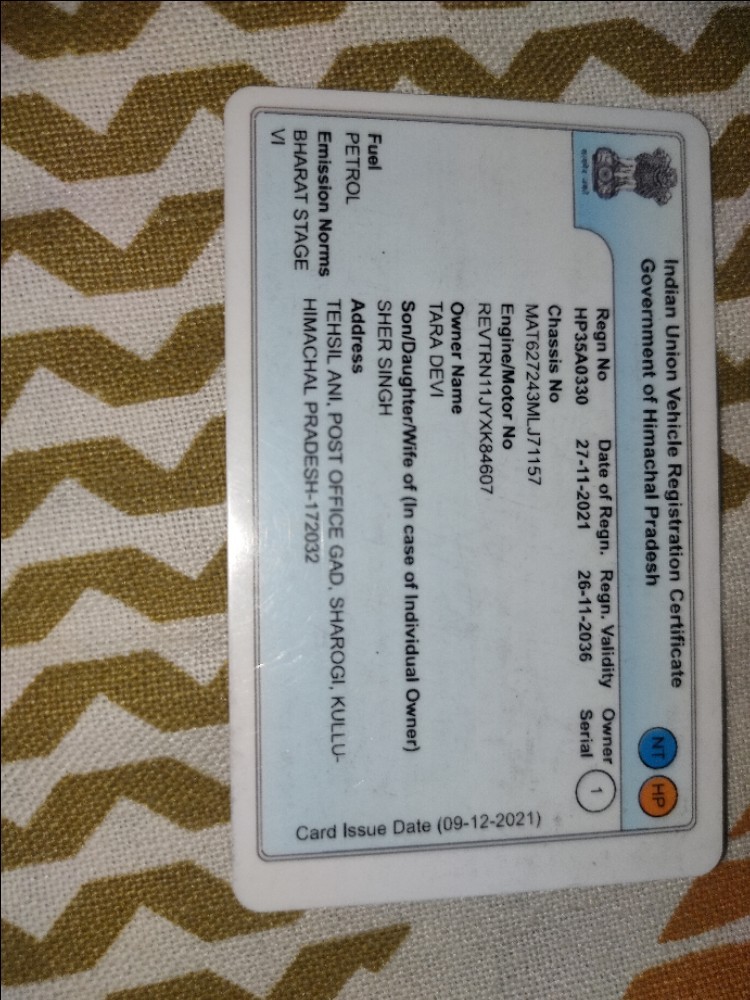 Indian Union Vehicle Registration Certificate
Government of Himachal Pradesh
NT HP
Regn No Date of Regn. Regn. Validity Owner Serial
HP35A0330 27-11-2021 26-11-2036 1
Chassis No
MAT627243MLJ71157
Engine/Motor No
REVTRN11JYXK84607
Owner Name
TARA DEVI
Son/Daughter/Wife of (In case of Individual Owner)
SHER SINGH
Fuel
PETROL
Emission Norms
BHARAT STAGE
VI
Address
TEHSIL ANI, POST OFFICE GAD, SHAROGI, KULLU-
HIMACHAL PRADESH-172032
Card Issue Date (09-12-2021)